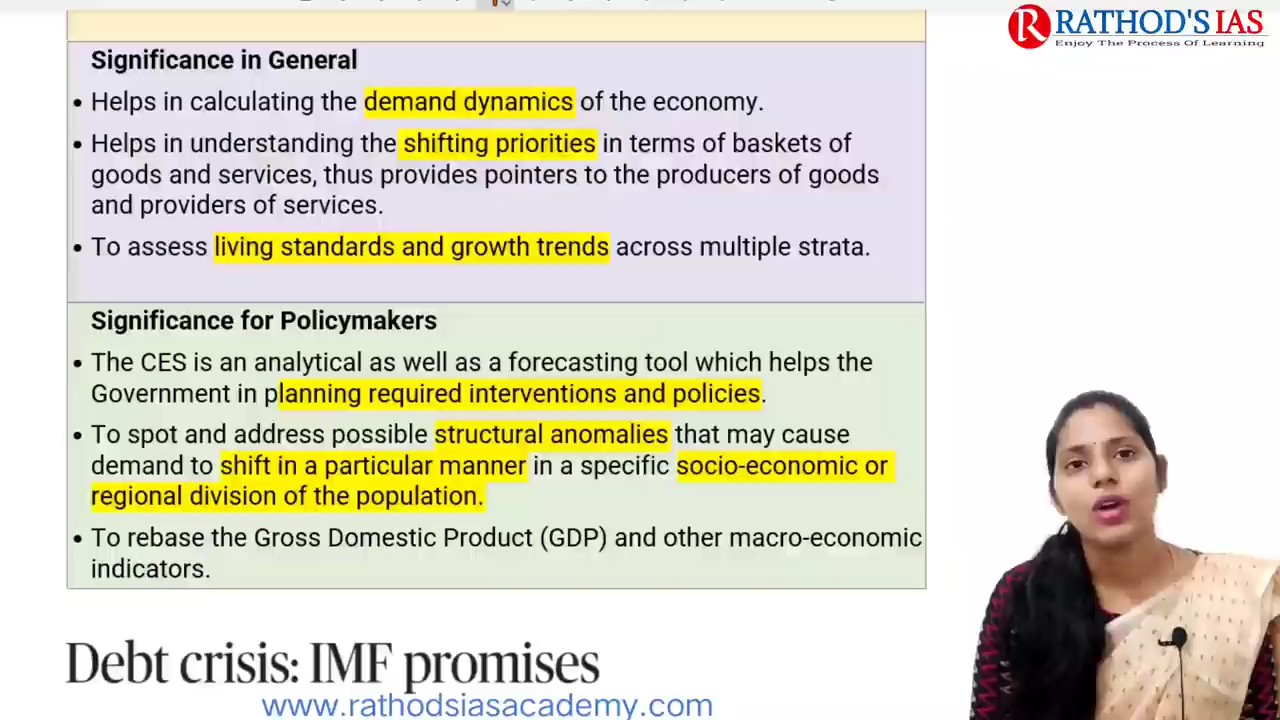 RATHOD'S IAS
Enjoy The Process Of Learning
Significance in General
• Helps in calculating the demand dynamics of the economy.
• Helps in understanding the shifting priorities in terms of baskets of
goods and services, thus provides pointers to the producers of goods
and providers of services.
• To assess living standards and growth trends across multiple strata.
Significance for Policymakers
• The CES is an analytical as well as a forecasting tool which helps the
Government in planning required interventions and policies.
• To spot and address possible structural anomalies that may cause
demand to shift in a particular manner in a specific socio-economic or
regional division of the population.
• To rebase the Gross Domestic Product (GDP) and other macro-economic
indicators.
Debt crisis: IMF promises
www.rathodsiasacademy.com